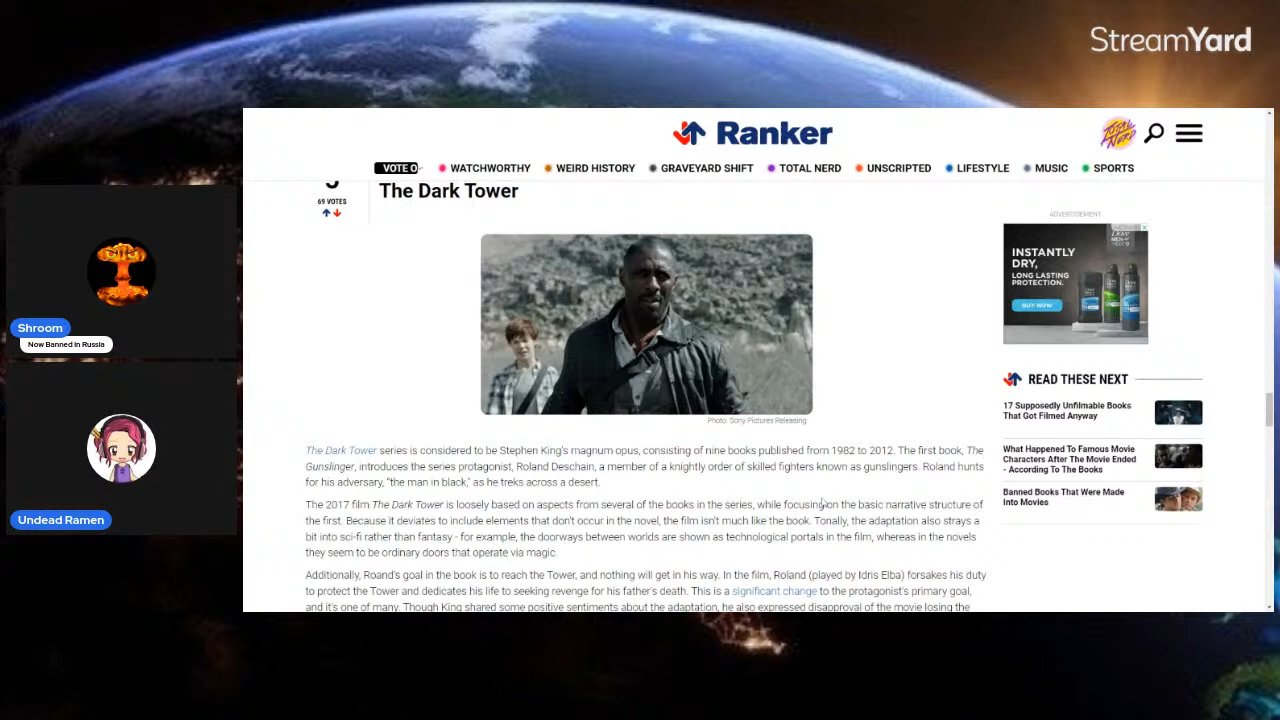 StreamYard
Ranker
TOTAL NERD
VOTE O
WATCHWORTHY
WEIRD HISTORY
GRAVEYARD SHIFT
TOTAL NERD
UNSCRIPTED
LIFESTYLE
MUSIC
SPORTS
69 VOTES
The Dark Tower
ADVERTISEMENT
INSTANTLY
DRY,
LONG LASTING
PROTECTION.
BUY NOW
Photo: Sony Pictures Releasing
The Dark Tower series is considered to be Stephen King's magnum opus, consisting of nine books published from 1982 to 2012. The first book, The
Gunslinger, introduces the series protagonist, Roland Deschain, a member of a knightly order of skilled fighters known as gunslingers. Roland hunts
for his adversary, "the man in black," as he treks across a desert.
The 2017 film The Dark Tower is loosely based on aspects from several of the books in the series, while focusing on the basic narrative structure of
the first. Because it deviates to include elements that don't occur in the novel, the film isn't much like the book. Tonally, the adaptation also strays a
bit into sci-fi rather than fantasy - for example, the doorways between worlds are shown as technological portals in the film, whereas in the novels
they seem to be ordinary doors that operate via magic.
Additionally, Roand's goal in the book is to reach the Tower, and nothing will get in his way. In the film, Roland (played by Idris Elba) forsakes his duty
to protect the Tower and dedicates his life to seeking revenge for his father's death. This is a significant change to the protagonist's primary goal,
and it's one of many. Though King shared some positive sentiments about the adaptation, he also expressed disapproval of the movie losing the
READ THESE NEXT
17 Supposedly Unfilmable Books
That Got Filmed Anyway
What Happened To Famous Movie
Characters After The Movie Ended
- According To The Books
Banned Books That Were Made
Into Movies
Shroom
Now Banned In Russia
Undead Ramen